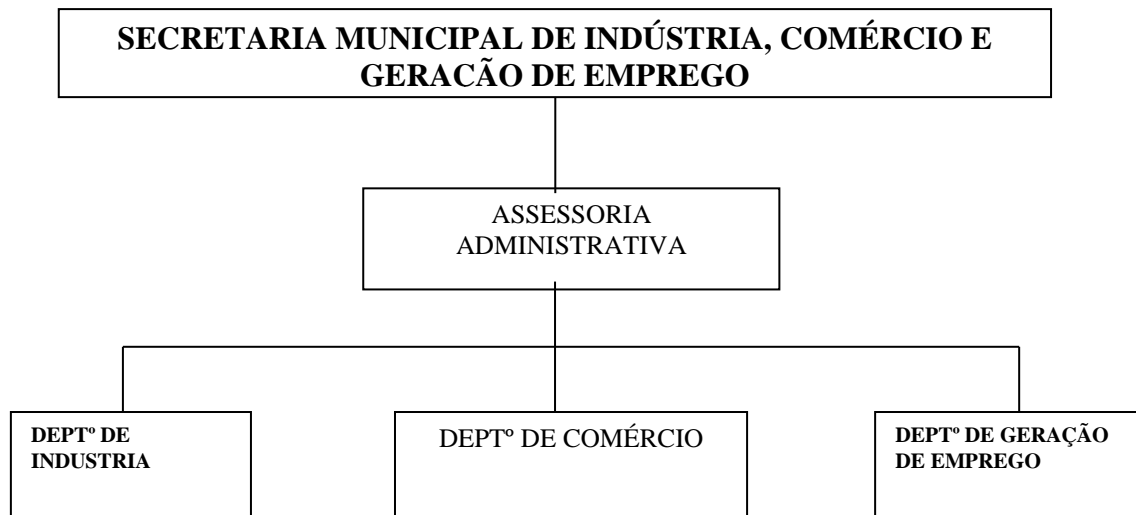 SECRETARIA MUNICIPAL DE INDÚSTRIA, COMÉRCIO E
GERACÃO DE EMPREGO
ASSESSORIA
ADMINISTRATIVA
DEPTº DE
INDUSTRIA
DEPTº DE COMÉRCIO
DEPTº DE GERAÇÃO
DE EMPREGO